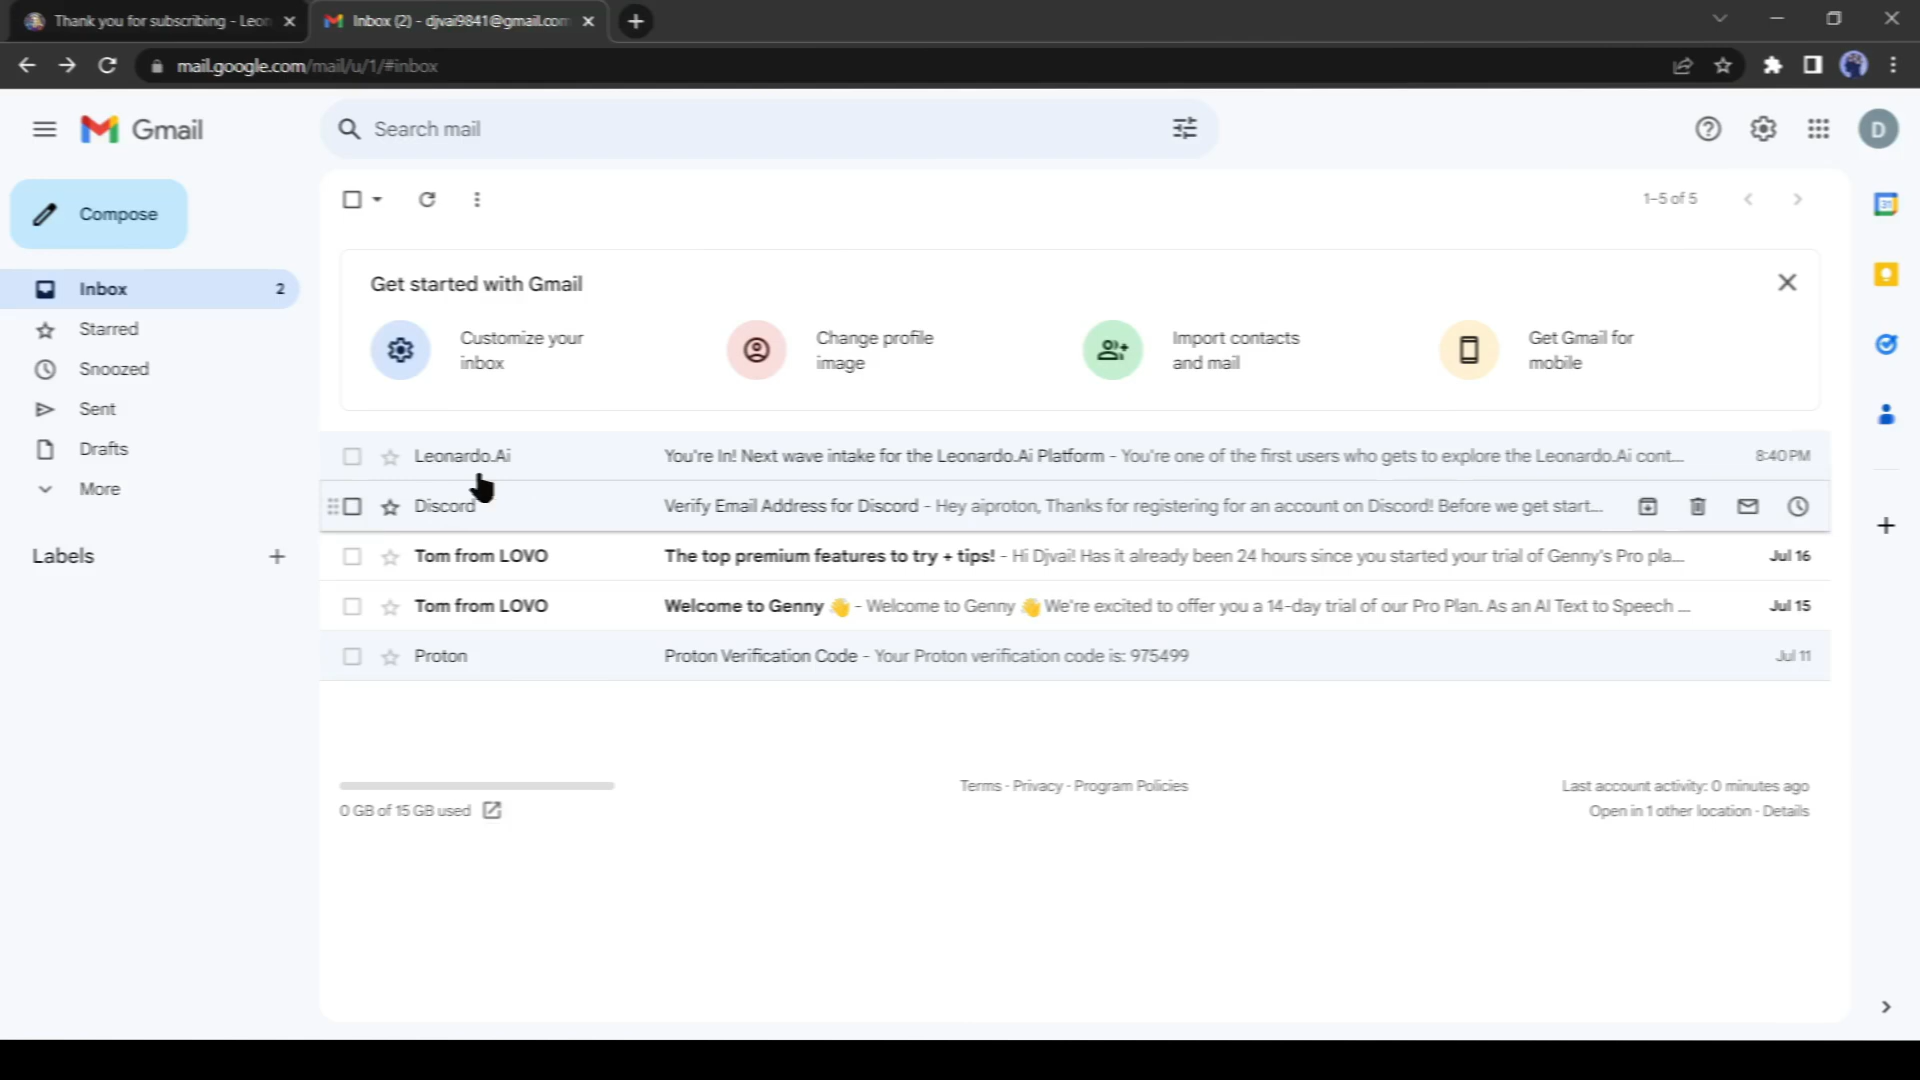 Thank you for subscribing - Leon
Inbox (2) - djvai9841@gmail.com
mail.google.com/mail/u/1/#inbox
Gmail
Search mail
D
Compose
1-5 of 5
Get started with Gmail
Customize your
inbox
Change profile
image
Import contacts
and mail
Get Gmail for
mobile
Inbox 2
Starred
Snoozed
Sent
Drafts
More
Labels
Leonardo.Ai You're In! Next wave intake for the Leonardo.Ai Platform - You're one of the first users who gets to explore the Leonardo.Ai cont... 8:40 PM
Discord Verify Email Address for Discord - Hey aiproton, Thanks for registering for an account on Discord! Before we get start...
Tom from LOVO The top premium features to try + tips! - Hi Djvai! Has it already been 24 hours since you started your trial of Genny's Pro pla... Jul 16
Tom from LOVO Welcome to Genny 👋 - Welcome to Genny 👋 We're excited to offer you a 14-day trial of our Pro Plan. As an AI Text to Speech ... Jul 15
Proton Proton Verification Code - Your Proton verification code is: 975499 Jul 11
0 GB of 15 GB used
Terms · Privacy · Program Policies
Last account activity: 0 minutes ago
Open in 1 other location · Details
31